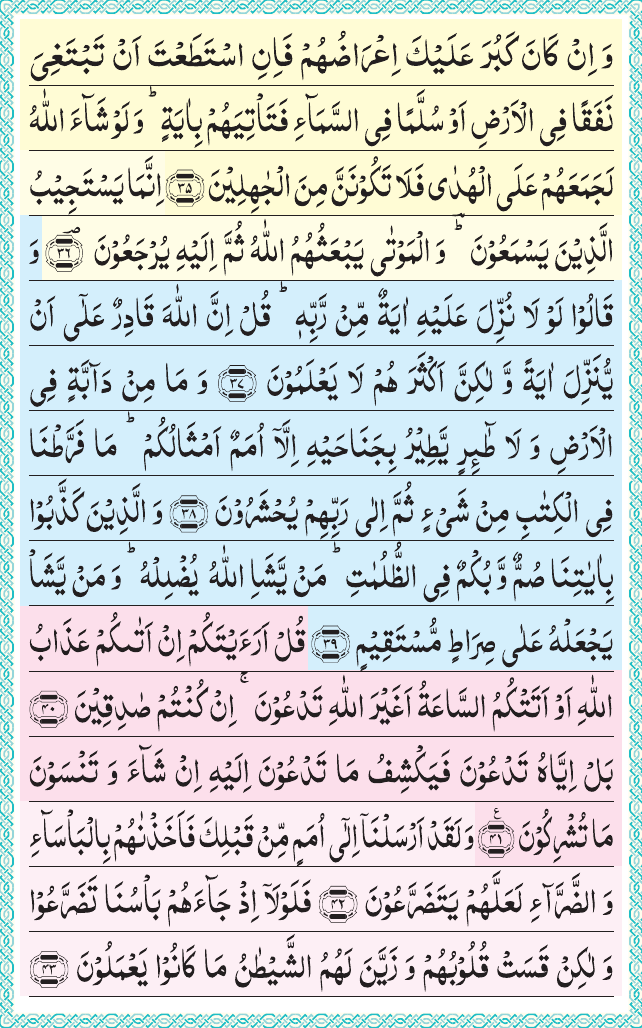 وَ اِنْ كَانَ كَبُرَ عَلَيْكَ اِعْرَاضُهُمْ فَاِنِ اسْتَطَعْتَ اَنْ تَبْتَغِیَ
نَفَقًا فِی الْاَرْضِ اَوْ سُلَّمًا فِی السَّمَآءِ فَتَاْتِيَهُمْ بِاٰيَةٍ ؕ وَ لَوْ شَآءَ اللّٰهُ
لَجَمَعَهُمْ عَلَی الْهُدٰی فَلَا تَكُوْنَنَّ مِنَ الْجٰهِلِيْنَ ۝۳۵ اِنَّمَا يَسْتَجِيْبُ
الَّذِيْنَ يَسْمَعُوْنَ ؕؔ وَ الْمَوْتٰی يَبْعَثُهُمُ اللّٰهُ ثُمَّ اِلَيْهِ يُرْجَعُوْنَ ۝۳۶ؔ وَ
قَالُوْا لَوْ لَا نُزِّلَ عَلَيْهِ اٰيَةٌ مِّنْ رَّبِّهٖ ؕ قُلْ اِنَّ اللّٰهَ قَادِرٌ عَلٰۤی اَنْ
يُّنَزِّلَ اٰيَةً وَّ لٰكِنَّ اَكْثَرَ هُمْ لَا يَعْلَمُوْنَ ۝۳۷ وَ مَا مِنْ دَآبَّةٍ فِی
الْاَرْضِ وَ لَا طٰٓئِرٍ يَّطِيْرُ بِجَنَاحَيْهِ اِلَّاۤ اُمَمٌ اَمْثَالُكُمْ ؕ مَا فَرَّطْنَا
فِی الْكِتٰبِ مِنْ شَیْءٍ ثُمَّ اِلٰی رَبِّهِمْ يُحْشَرُوْنَ ۝۳۸ وَ الَّذِيْنَ كَذَّبُوْا
بِاٰيٰتِنَا صُمٌّ وَّ بُكْمٌ فِی الظُّلُمٰتِ ؕ مَنْ يَّشَاِ اللّٰهُ يُضْلِلْهُ ؕ وَ مَنْ يَّشَاْ
يَجْعَلْهُ عَلٰی صِرَاطٍ مُّسْتَقِيْمٍ ۝۳۹ قُلْ اَرَءَيْتَكُمْ اِنْ اَتٰىكُمْ عَذَابُ
اللّٰهِ اَوْ اَتَتْكُمُ السَّاعَةُ اَغَيْرَ اللّٰهِ تَدْعُوْنَ ۚ اِنْ كُنْتُمْ صٰدِقِيْنَ ۝۴۰
بَلْ اِيَّاهُ تَدْعُوْنَ فَيَكْشِفُ مَا تَدْعُوْنَ اِلَيْهِ اِنْ شَآءَ وَ تَنْسَوْنَ
مَا تُشْرِكُوْنَ ۝۴۱ع وَ لَقَدْ اَرْسَلْنَاۤ اِلٰۤی اُمَمٍ مِّنْ قَبْلِكَ فَاَخَذْنٰهُمْ بِالْبَاْسَآءِ
وَ الضَّرَّآءِ لَعَلَّهُمْ يَتَضَرَّعُوْنَ ۝۴۲ فَلَوْلَاۤ اِذْ جَآءَهُمْ بَاْسُنَا تَضَرَّعُوْا
وَ لٰكِنْ قَسَتْ قُلُوْبُهُمْ وَ زَيَّنَ لَهُمُ الشَّيْطٰنُ مَا كَانُوْا يَعْمَلُوْنَ ۝۴۳